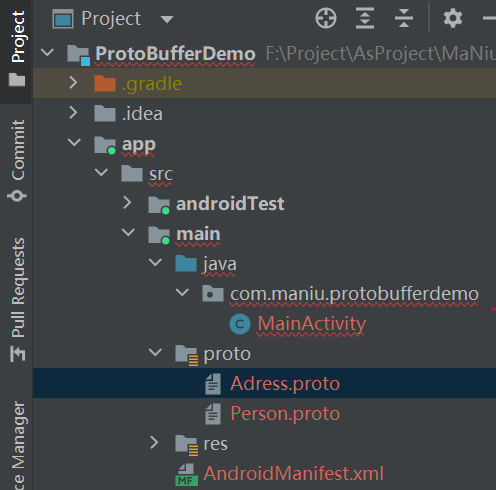 Project
ProtoBufferDemo F:\Project\AsProject\MaNiu
.gradle
.idea
app
src
androidTest
main
java
com.maniu.protobufferdemo
C MainActivity
proto
Adress.proto
Person.proto
res
MF AndroidManifest.xml
Project
Commit
Pull Requests
ce Manager